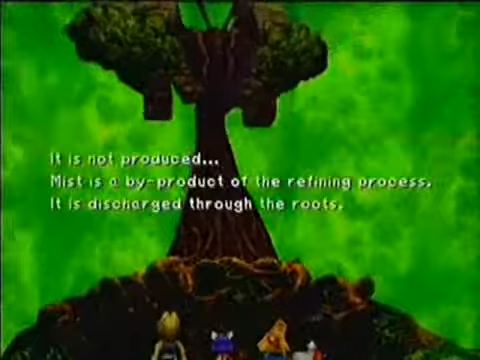 It is not produced...
Mist is a by-product of the refining process.
It is discharged through the roots.